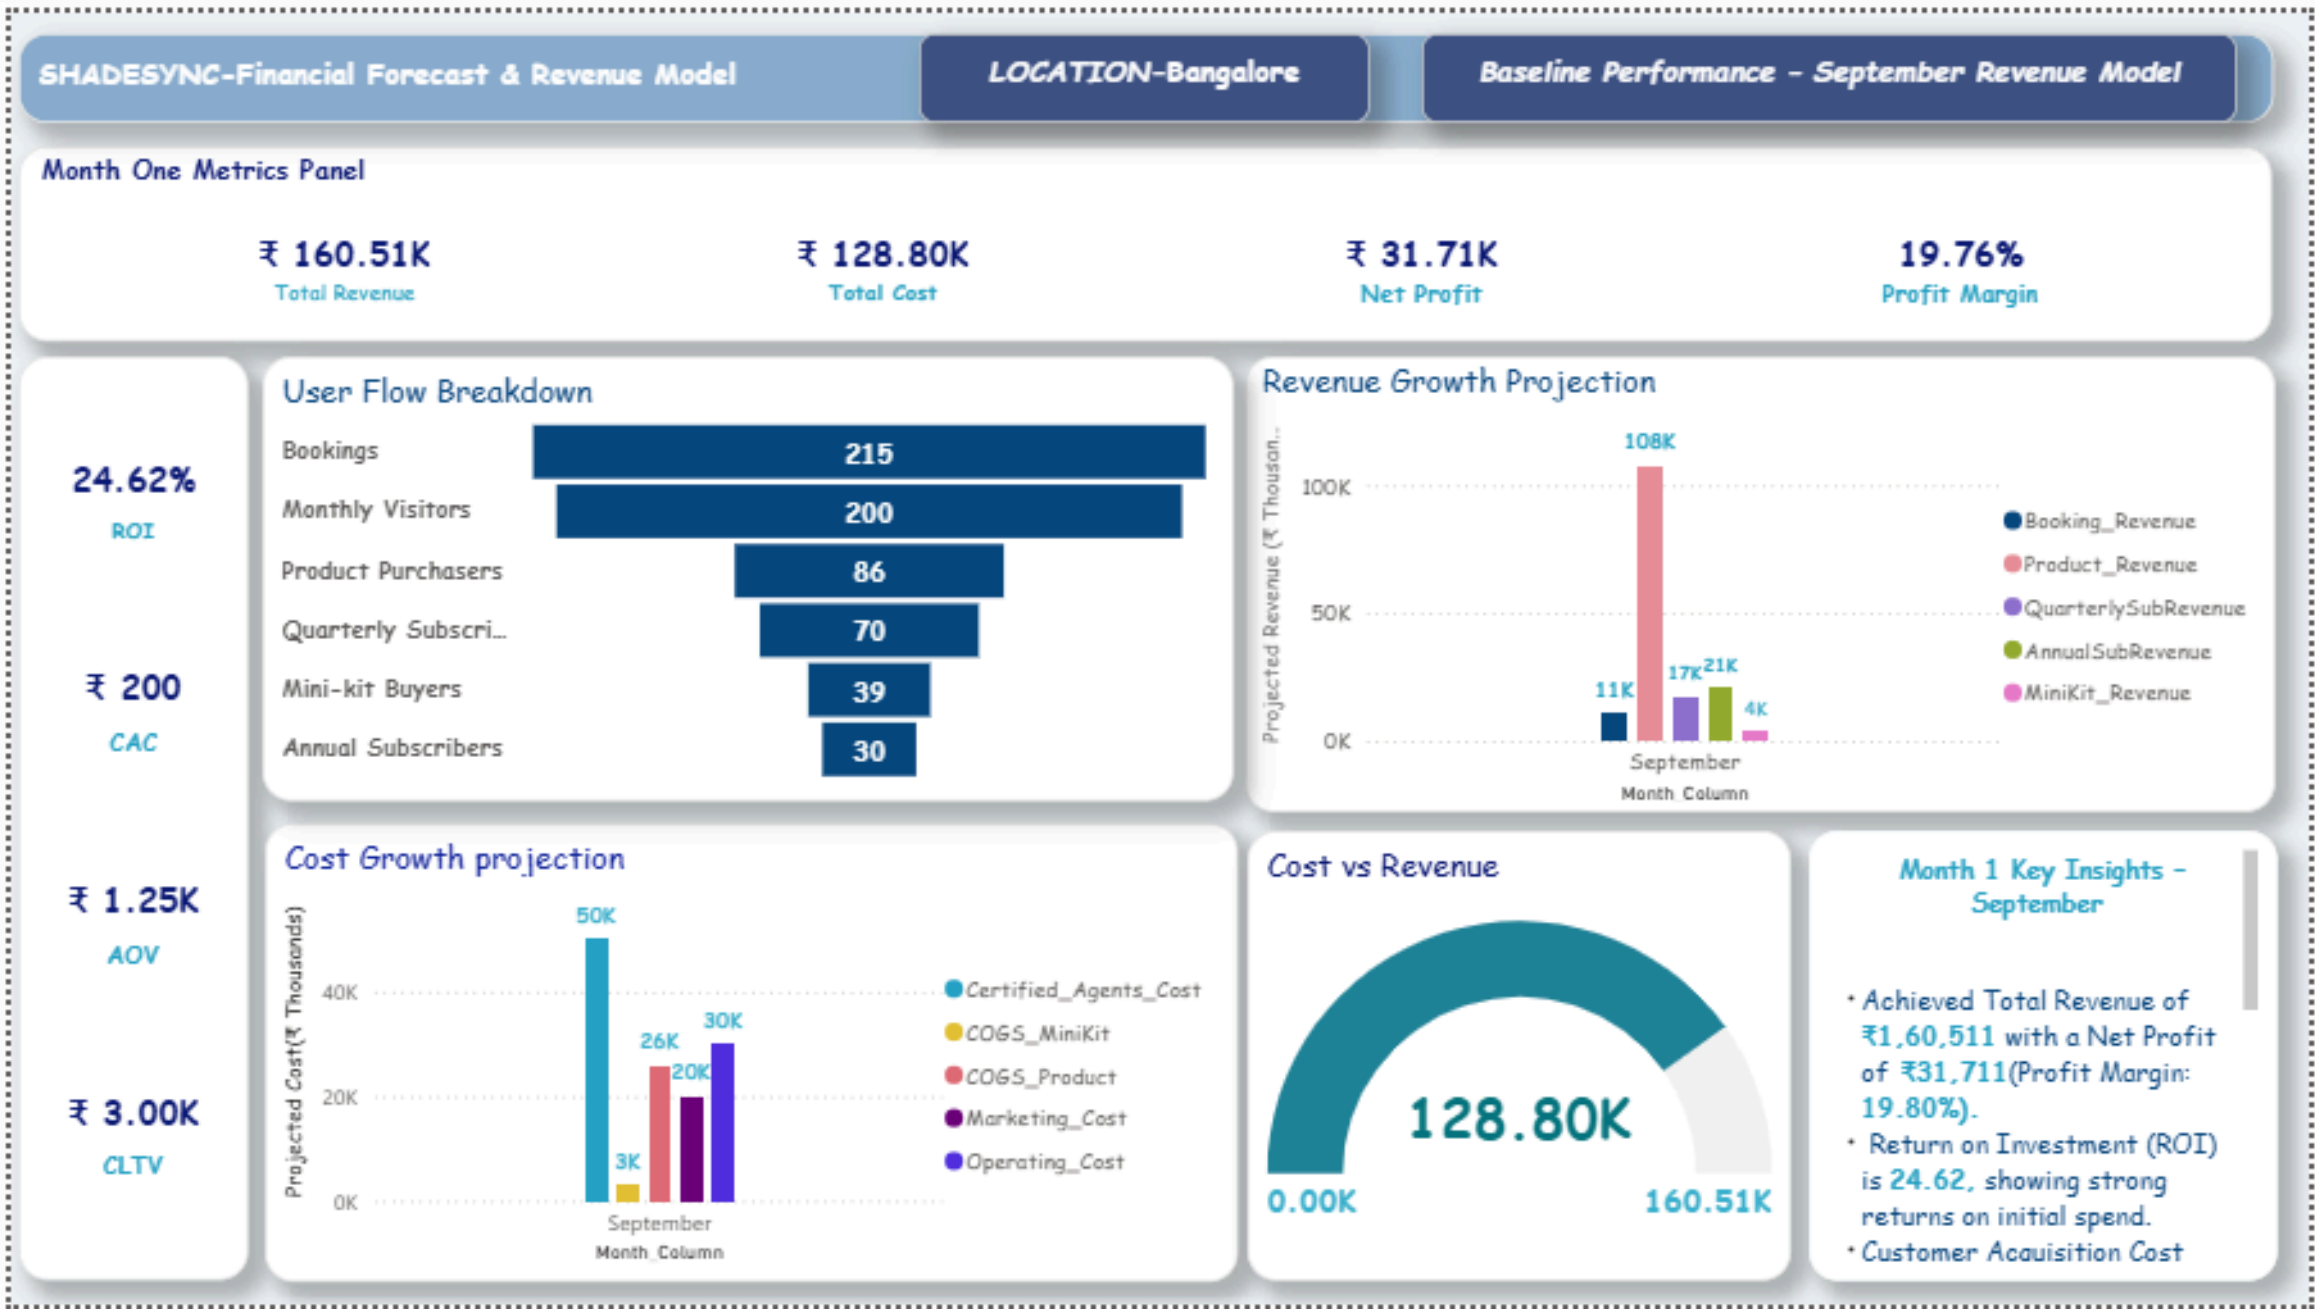 SHADESYNC-Financial Forecast & Revenue Model
LOCATION-Bangalore
Baseline Performance - September Revenue Model
Month One Metrics Panel
₹ 160.51K
Total Revenue
₹ 128.80K
Total Cost
₹ 31.71K
Net Profit
19.76%
Profit Margin
24.62%
ROI
₹ 200
CAC
₹ 1.25K
AOV
₹ 3.00K
CLTV
User Flow Breakdown
Bookings 215
Monthly Visitors 200
Product Purchasers 86
Quarterly Subscri... 70
Mini-kit Buyers 39
Annual Subscribers 30
Revenue Growth Projection
Projected Revenue (₹ Thousan...
100K
50K
0K
108K
11K
17K
21K
4K
September
Month_Column
Booking_Revenue
Product_Revenue
QuarterlySubRevenue
AnnualSubRevenue
MiniKit_Revenue
Cost Growth projection
Projected Cost(₹ Thousands)
40K
20K
0K
50K
3K
26K
20K
30K
September
Month_Column
Certified_Agents_Cost
COGS_MiniKit
COGS_Product
Marketing_Cost
Operating_Cost
Cost vs Revenue
128.80K
0.00K
160.51K
Month 1 Key Insights –
September
• Achieved Total Revenue of
₹1,60,511 with a Net Profit
of ₹31,711(Profit Margin:
19.80%).
• Return on Investment (ROI)
is 24.62, showing strong
returns on initial spend.
• Customer Acquisition Cost